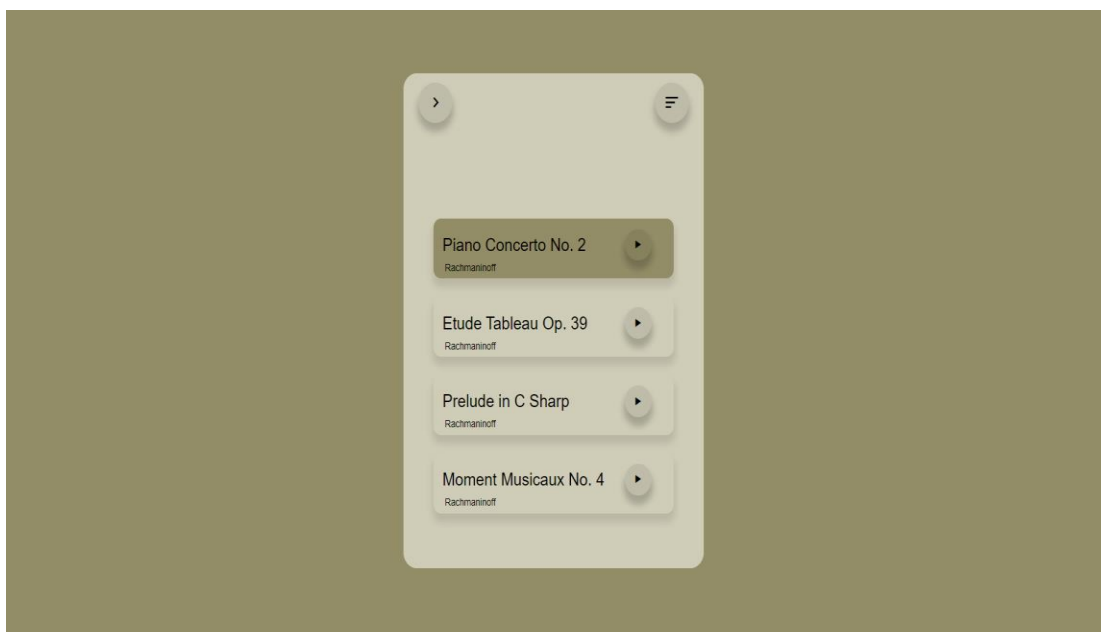 Piano Concerto No. 2
Rachmaninoff
Etude Tableau Op. 39
Rachmaninoff
Prelude in C Sharp
Rachmaninoff
Moment Musicaux No. 4
Rachmaninoff